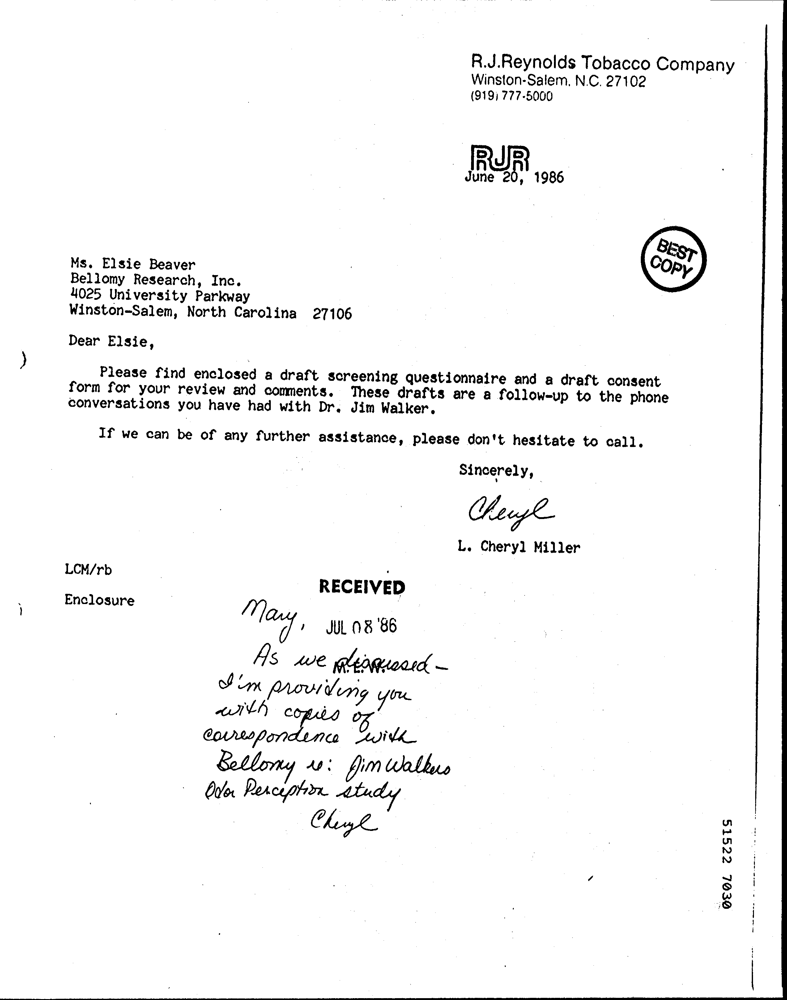 R.J.Reynolds Tobacco Company
Winston-Salem, N.C. 27102
(919) 777-5000
RJR
June 20, 1986
BEST
COPY
Ms. Elsie Beaver
Bellomy Research, Inc.
4025 University Parkway
Winston-Salem, North Carolina 27106
Dear Elsie,
Please find enclosed a draft screening questionnaire and a draft consent
form for your review and comments. These drafts are a follow-up to the phone
conversations you have had with Dr. Jim Walker.
If we can be of any further assistance, please don't hesitate to call.
Sincerely,
Cheryl
L. Cheryl Miller
LCM/rb
Enclosure
RECEIVED
Mary,
JUL 08 '86
As we discussed -
I'm providing you
with copies of
correspondence with
Bellomy re: Jim Walkers
Odor Perception study
Cheryl
51522 7030